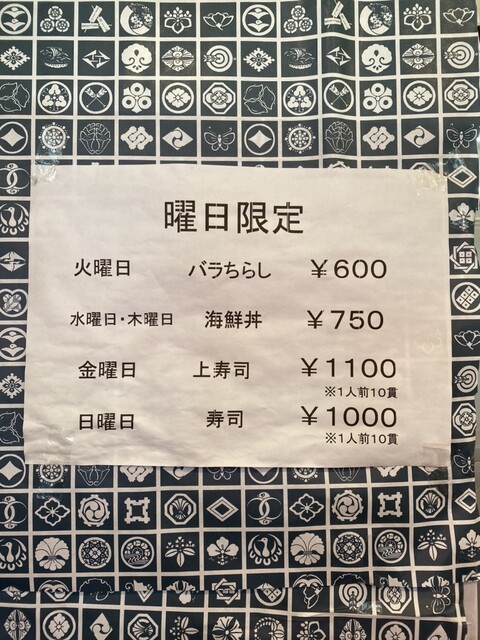 曜日限定
火曜日 バラちらし ￥600
水曜日・木曜日 海鮮丼 ￥750
金曜日 上寿司 ￥1100
※1人前10貫
日曜日 寿司 ￥1000
※1人前10貫